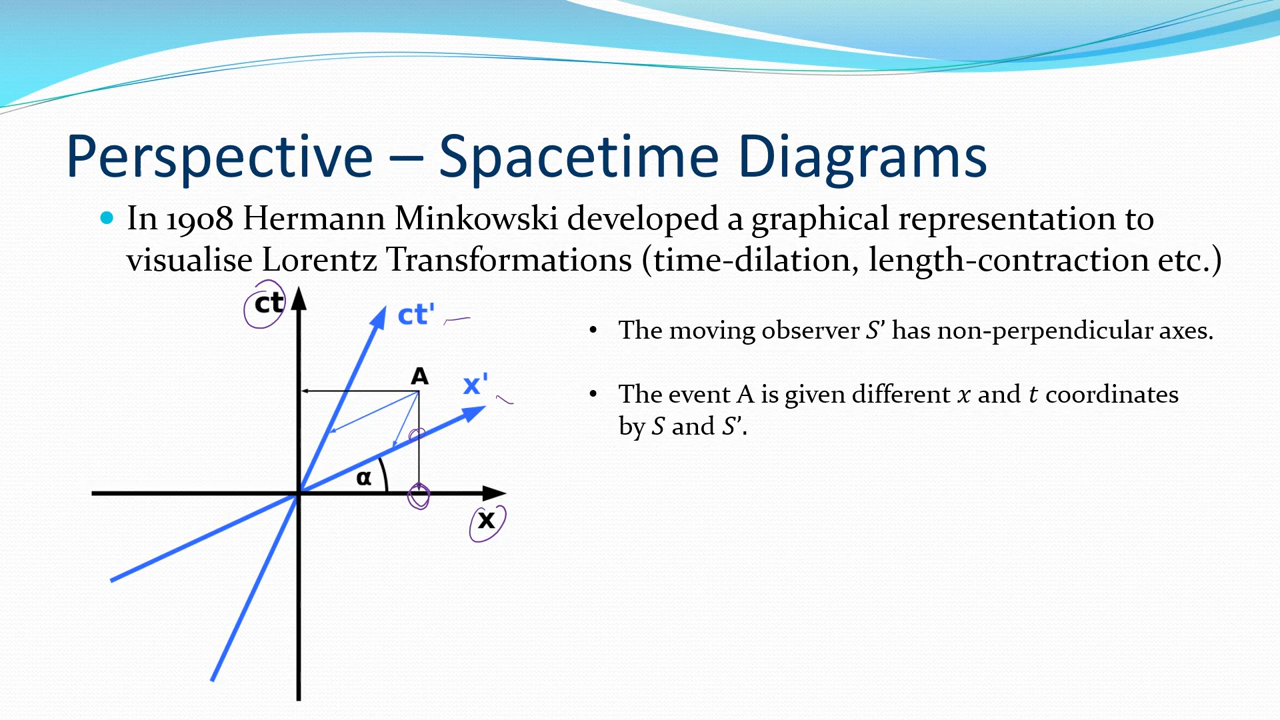 Perspective – Spacetime Diagrams
• In 1908 Hermann Minkowski developed a graphical representation to
visualise Lorentz Transformations (time-dilation, length-contraction etc.)
ct
ct'
A
x'
α
x
• The moving observer S’ has non-perpendicular axes.
• The event A is given different x and t coordinates
by S and S’.